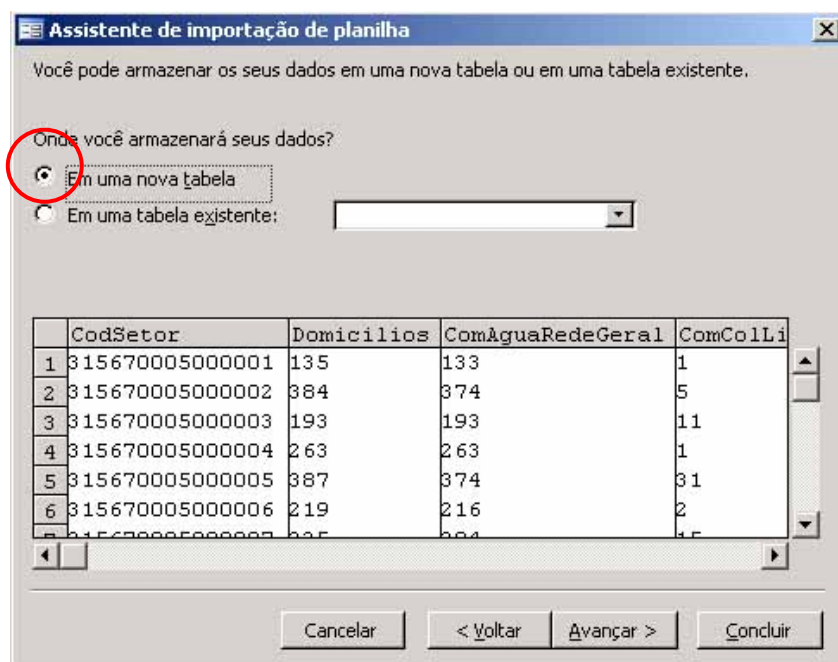 Assistente de importação de planilha
Você pode armazenar os seus dados em uma nova tabela ou em uma tabela existente.
Onde você armazenará seus dados?
Em uma nova tabela
Em uma tabela existente:
CodSetor Domicilios ComAguaRedeGeral ComColLi
1 315670005000001 135 133 1
2 315670005000002 384 374 5
3 315670005000003 193 193 11
4 315670005000004 263 263 1
5 315670005000005 387 374 31
6 315670005000006 219 216 2
Cancelar < Voltar Avançar > Concluir